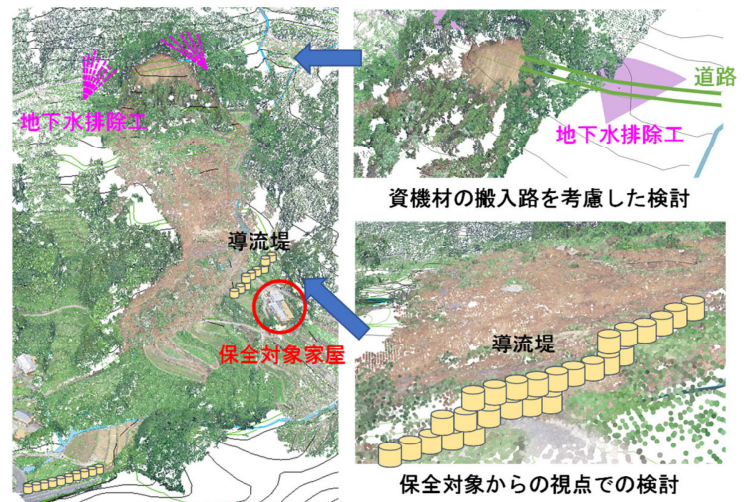 地下水排除工
導流堤
保全対象家屋
道路
地下水排除工
資機材の搬入路を考慮した検討
導流堤
保全対象からの視点での検討